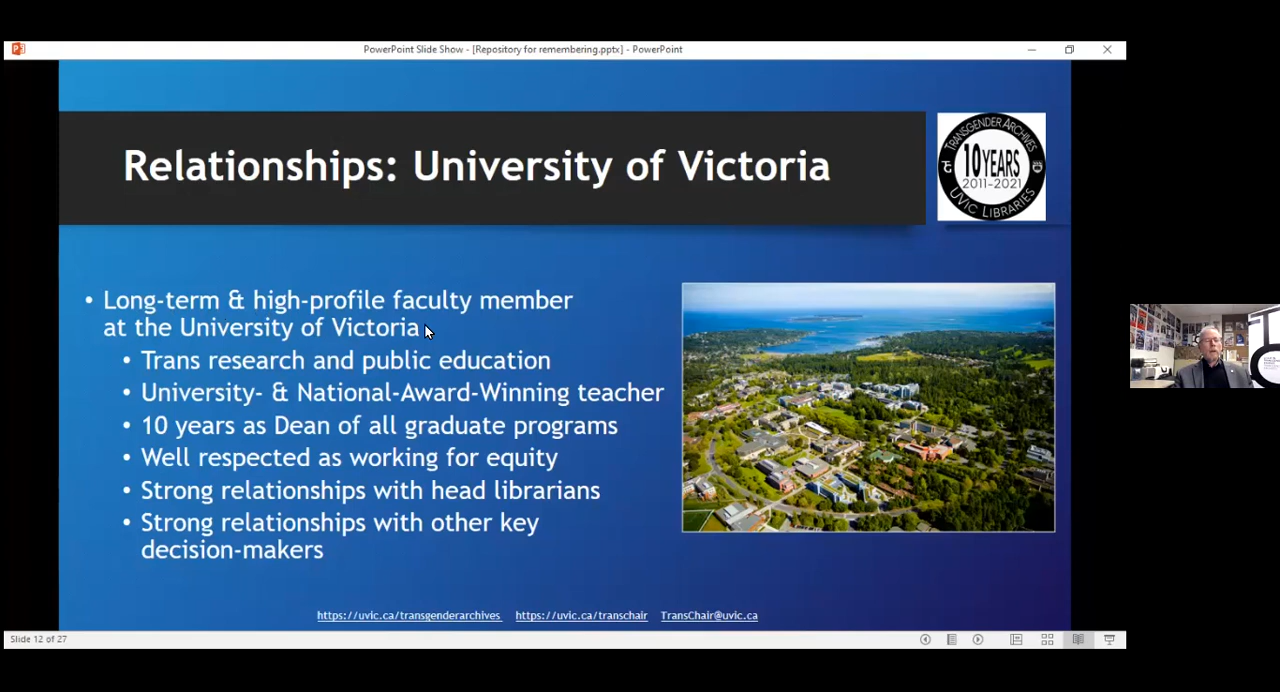 PowerPoint Slide Show - [Repository for remembering.pptx] - PowerPoint
Relationships: University of Victoria
TRANSGENDER ARCHIVES
10 YEARS
2011-2021
UVIC LIBRARIES
• Long-term & high-profile faculty member
at the University of Victoria
• Trans research and public education
• University- & National-Award-Winning teacher
• 10 years as Dean of all graduate programs
• Well respected as working for equity
• Strong relationships with head librarians
• Strong relationships with other key
decision-makers
https://uvic.ca/transgenderarchives https://uvic.ca/transchair TransChair@uvic.ca
Slide 12 of 27